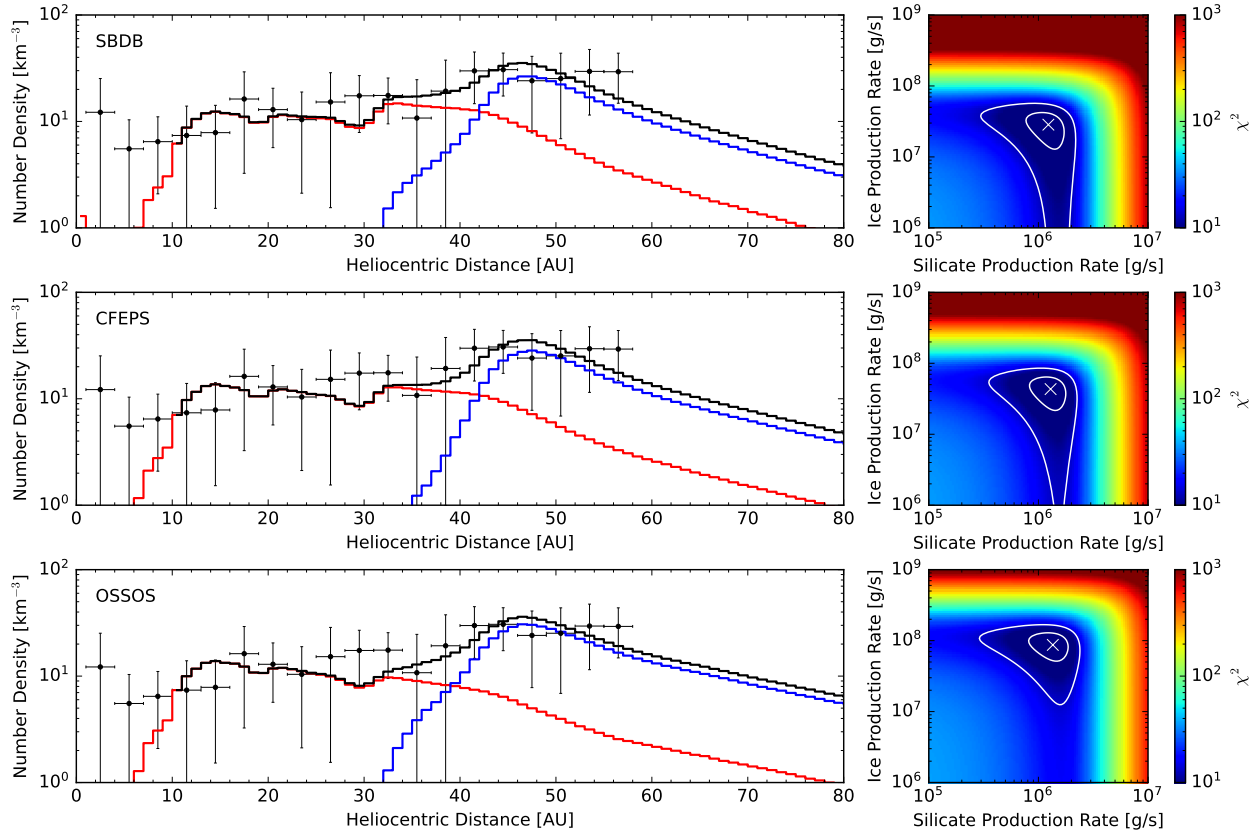 SBDB
Number Density [km⁻³]
10² 10¹ 10⁰
0 10 20 30 40 50 60 70 80
Heliocentric Distance [AU]
Ice Production Rate [g/s]
10⁹ 10⁸ 10⁷ 10⁶
10⁵ 10⁶ 10⁷
Silicate Production Rate [g/s]
10³ 10² 10¹
χ²
CFEPS
Number Density [km⁻³]
10² 10¹ 10⁰
0 10 20 30 40 50 60 70 80
Heliocentric Distance [AU]
Ice Production Rate [g/s]
10⁹ 10⁸ 10⁷ 10⁶
10⁵ 10⁶ 10⁷
Silicate Production Rate [g/s]
10³ 10² 10¹
χ²
OSSOS
Number Density [km⁻³]
10² 10¹ 10⁰
0 10 20 30 40 50 60 70 80
Heliocentric Distance [AU]
Ice Production Rate [g/s]
10⁹ 10⁸ 10⁷ 10⁶
10⁵ 10⁶ 10⁷
Silicate Production Rate [g/s]
10³ 10² 10¹
χ²